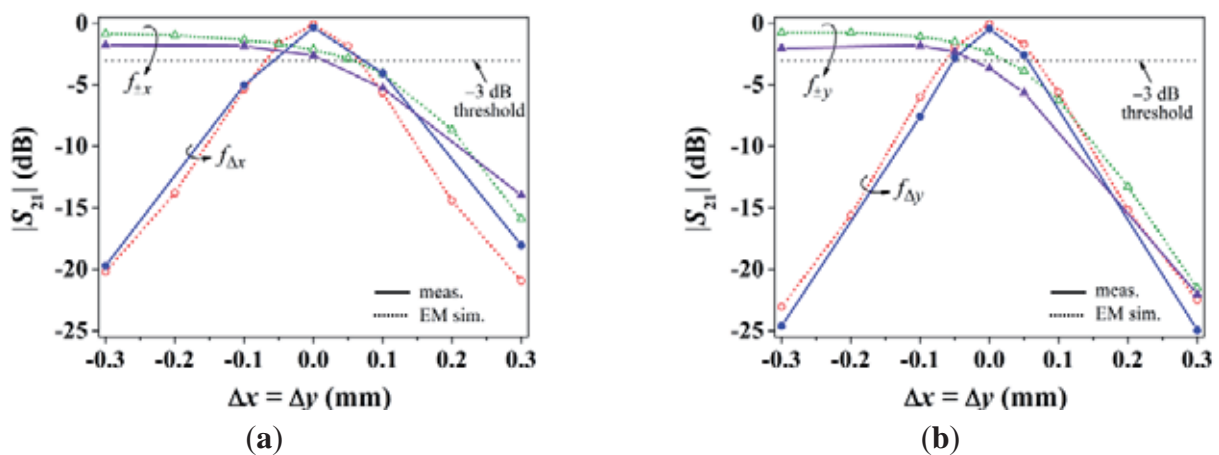 0
-5
-10
-15
-20
-25
|S₂₁| (dB)
f±x
-3 dB
threshold
fΔx
meas.
EM sim.
-0.3 -0.2 -0.1 0.0 0.1 0.2 0.3
Δx = Δy (mm)
(a)
0
-5
-10
-15
-20
-25
|S₂₁| (dB)
f±y
-3 dB
threshold
fΔy
meas.
EM sim.
-0.3 -0.2 -0.1 0.0 0.1 0.2 0.3
Δx = Δy (mm)
(b)